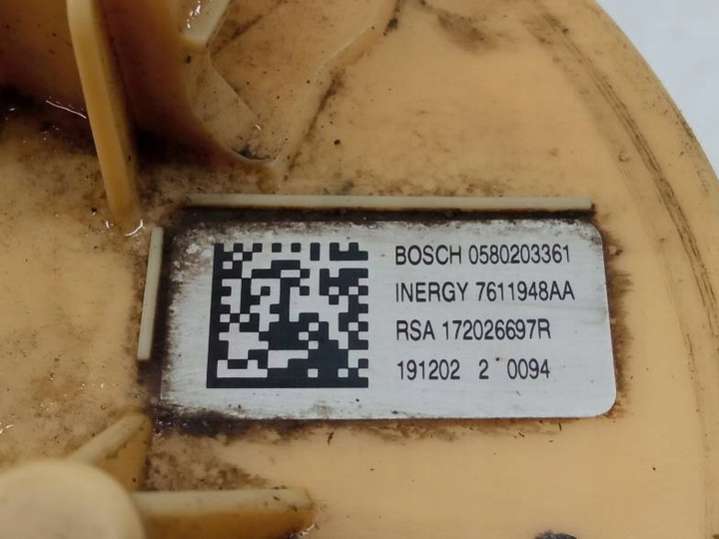 BOSCH 0580203361
INERGY 7611948AA
RSA 172026697R
191202 2 0094